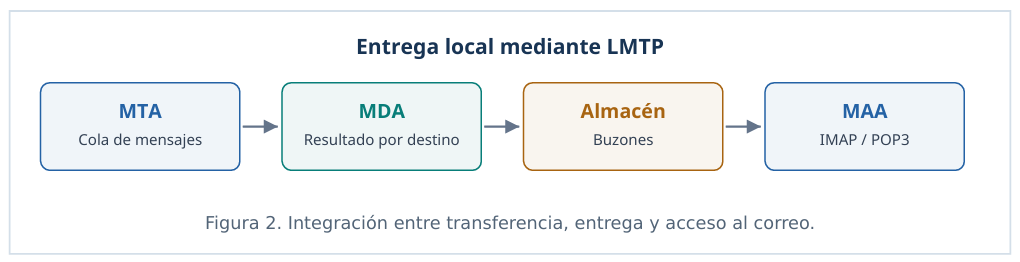 Entrega local mediante LMTP
MTA
Cola de mensajes
MDA
Resultado por destino
Almacén
Buzones
MAA
IMAP / POP3
Figura 2. Integración entre transferencia, entrega y acceso al correo.